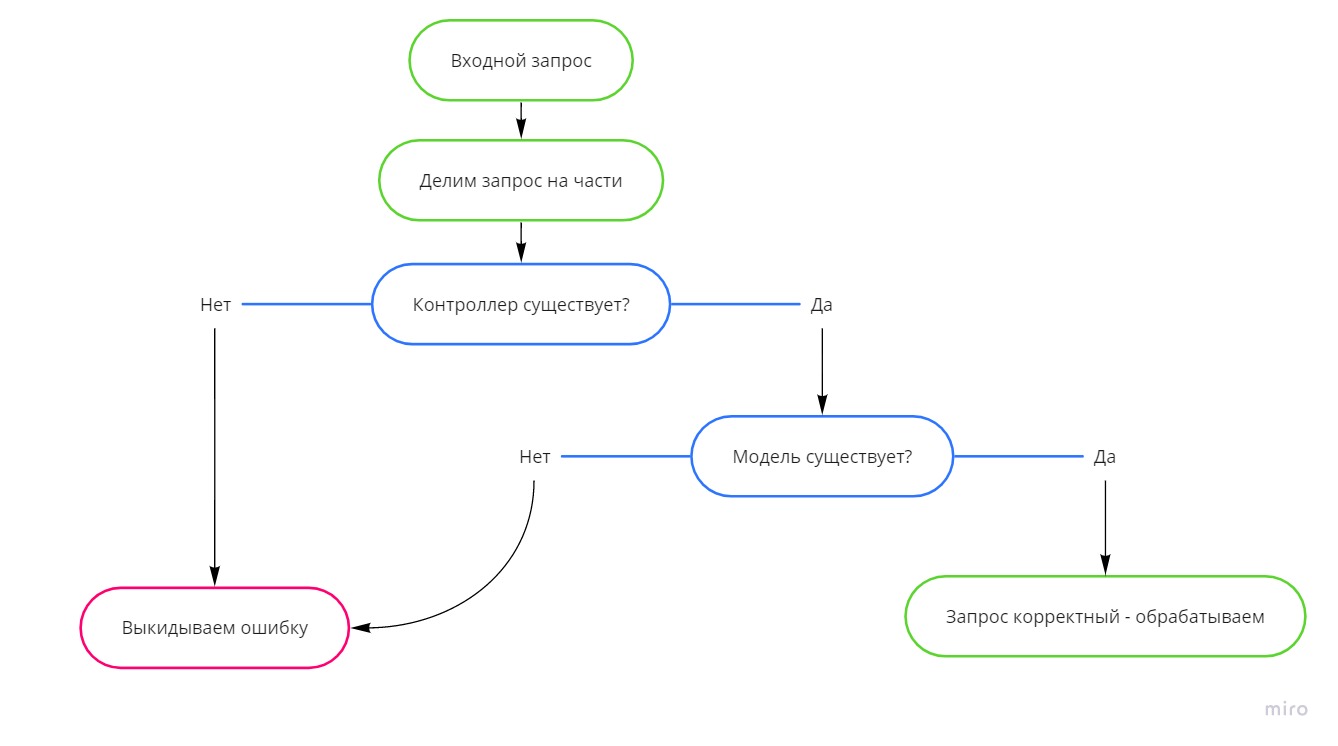 Входной запрос
Делим запрос на части
Нет
Контроллер существует?
Да
Нет
Модель существует?
Да
Запрос корректный - обрабатываем
Выкидываем ошибку
miro